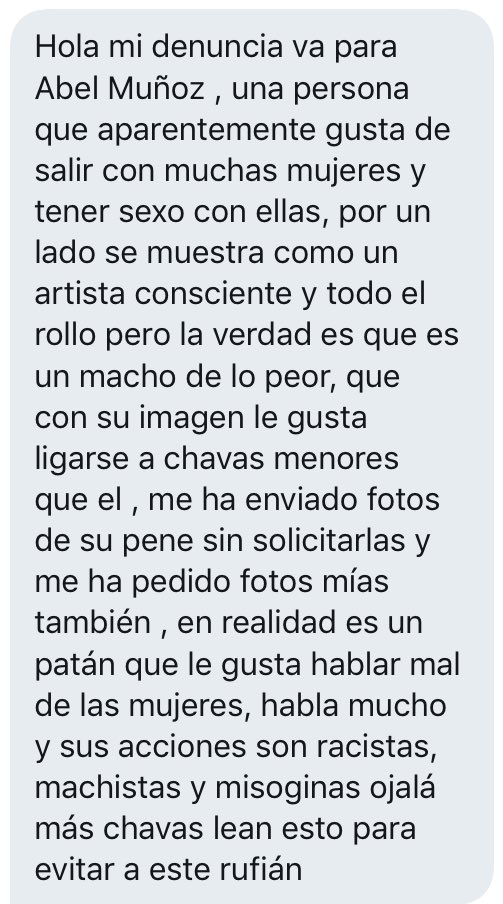 Hola mi denuncia va para
Abel Muñoz , una persona
que aparentemente gusta de
salir con muchas mujeres y
tener sexo con ellas, por un
lado se muestra como un
artista consciente y todo el
rollo pero la verdad es que es
un macho de lo peor, que
con su imagen le gusta
ligarse a chavas menores
que el , me ha enviado fotos
de su pene sin solicitarlas y
me ha pedido fotos mías
también , en realidad es un
patán que le gusta hablar mal
de las mujeres, habla mucho
y sus acciones son racistas,
machistas y misoginas ojalá
más chavas lean esto para
evitar a este rufián